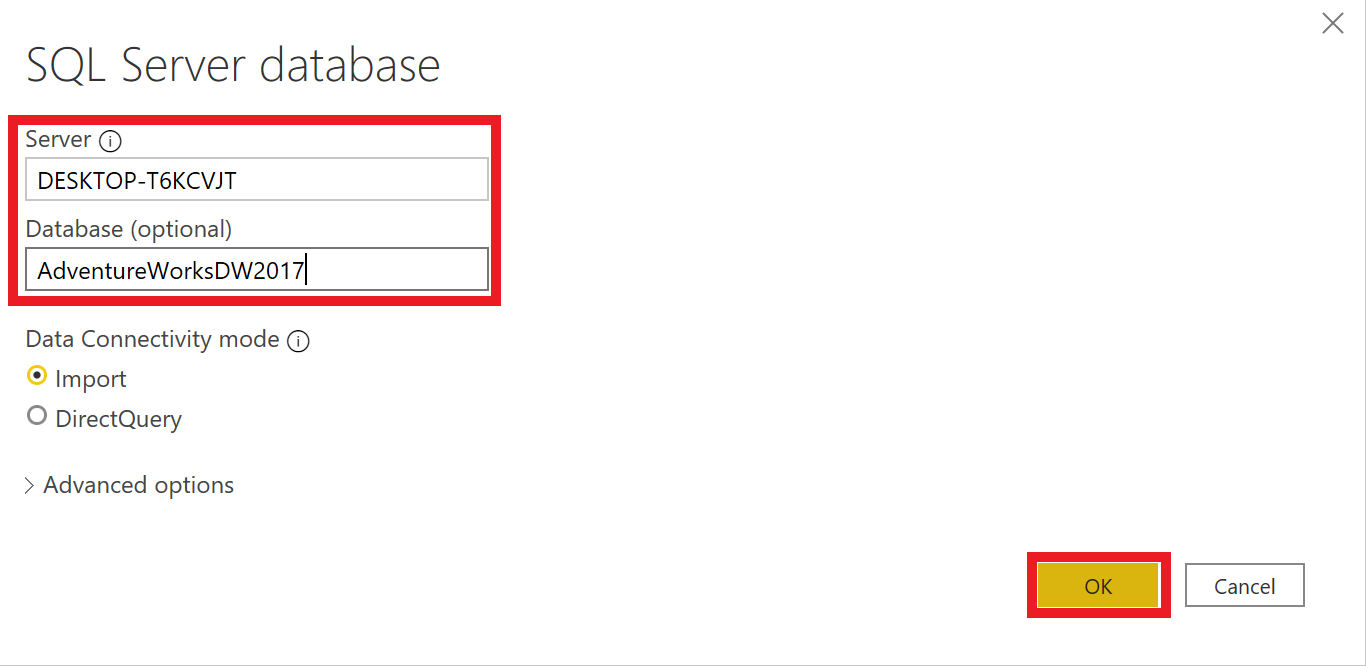 SQL Server database
Server
DESKTOP-T6KCVJT
Database (optional)
AdventureWorksDW2017
Data Connectivity mode
Import
DirectQuery
Advanced options
OK Cancel